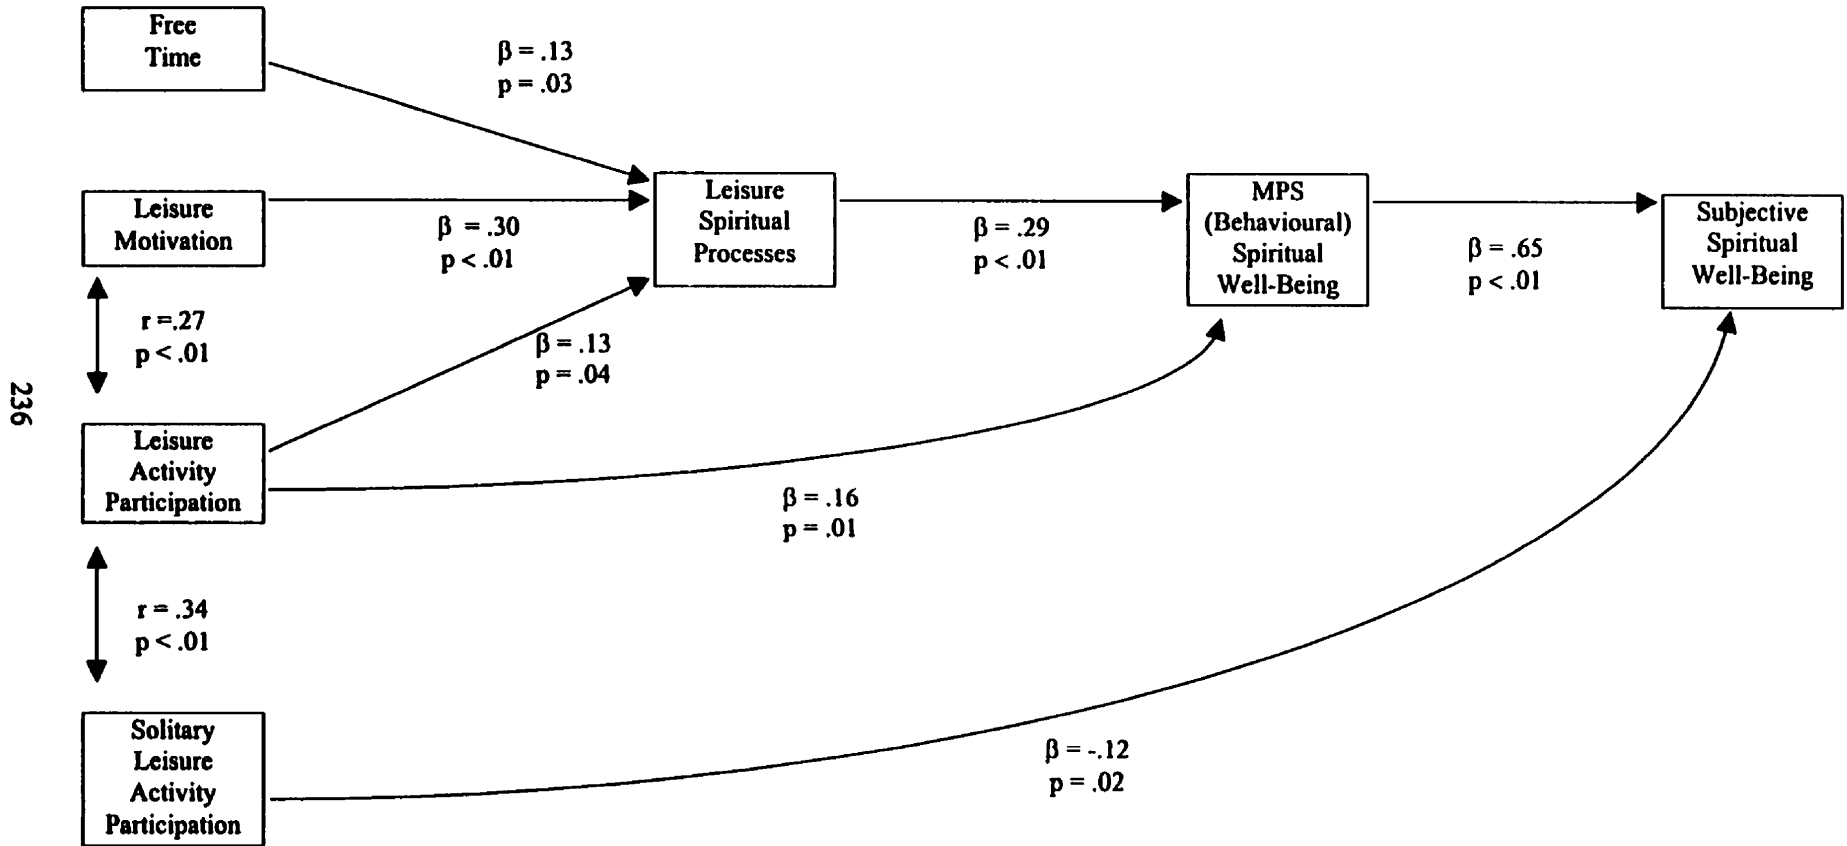 Free
Time
β = .13
p = .03
Leisure
Motivation
β = .30
p < .01
Leisure
Spiritual
Processes
β = .29
p < .01
MPS
(Behavioural)
Spiritual
Well-Being
β = .65
p < .01
Subjective
Spiritual
Well-Being
r =.27
p < .01
β = .13
p = .04
236
Leisure
Activity
Participation
β = .16
p = .01
r = .34
p < .01
Solitary
Leisure
Activity
Participation
β = -.12
p = .02